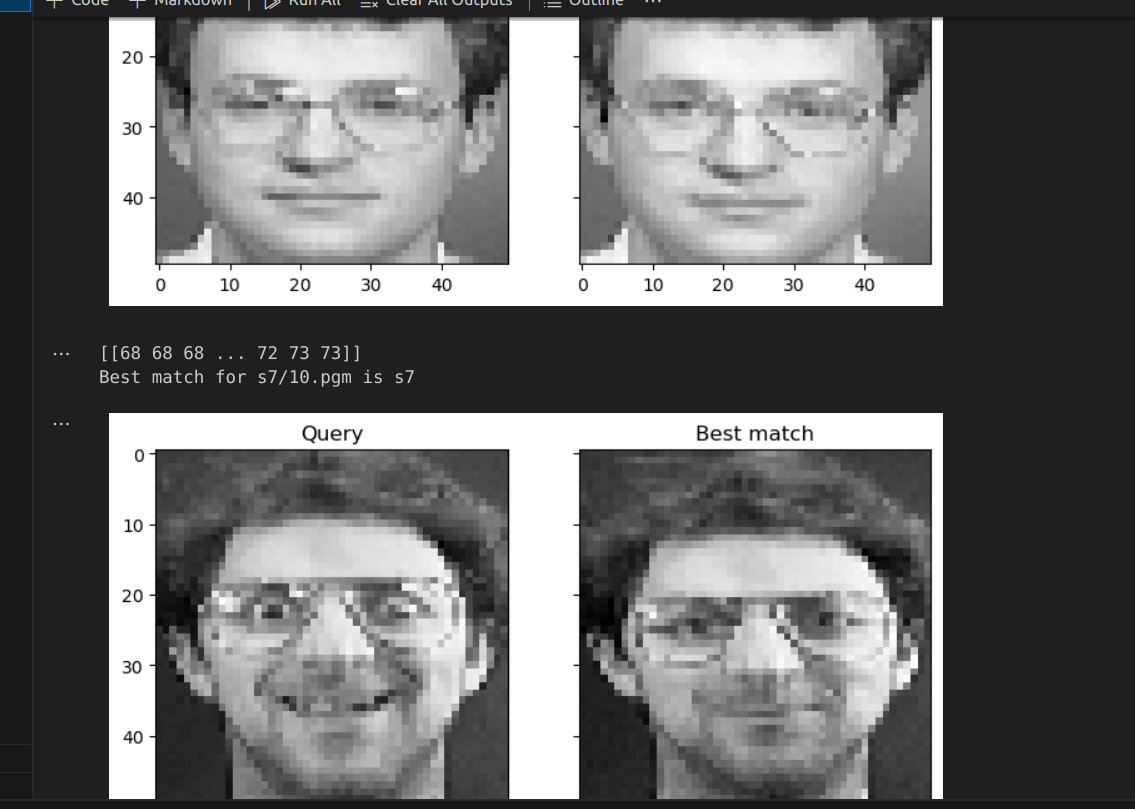 Code Markdown Run All Clear All Outputs Outline ...
20
30
40
0 10 20 30 40
0 10 20 30 40
[[68 68 68 ... 72 73 73]]
Best match for s7/10.pgm is s7
Query Best match
0
10
20
30
40